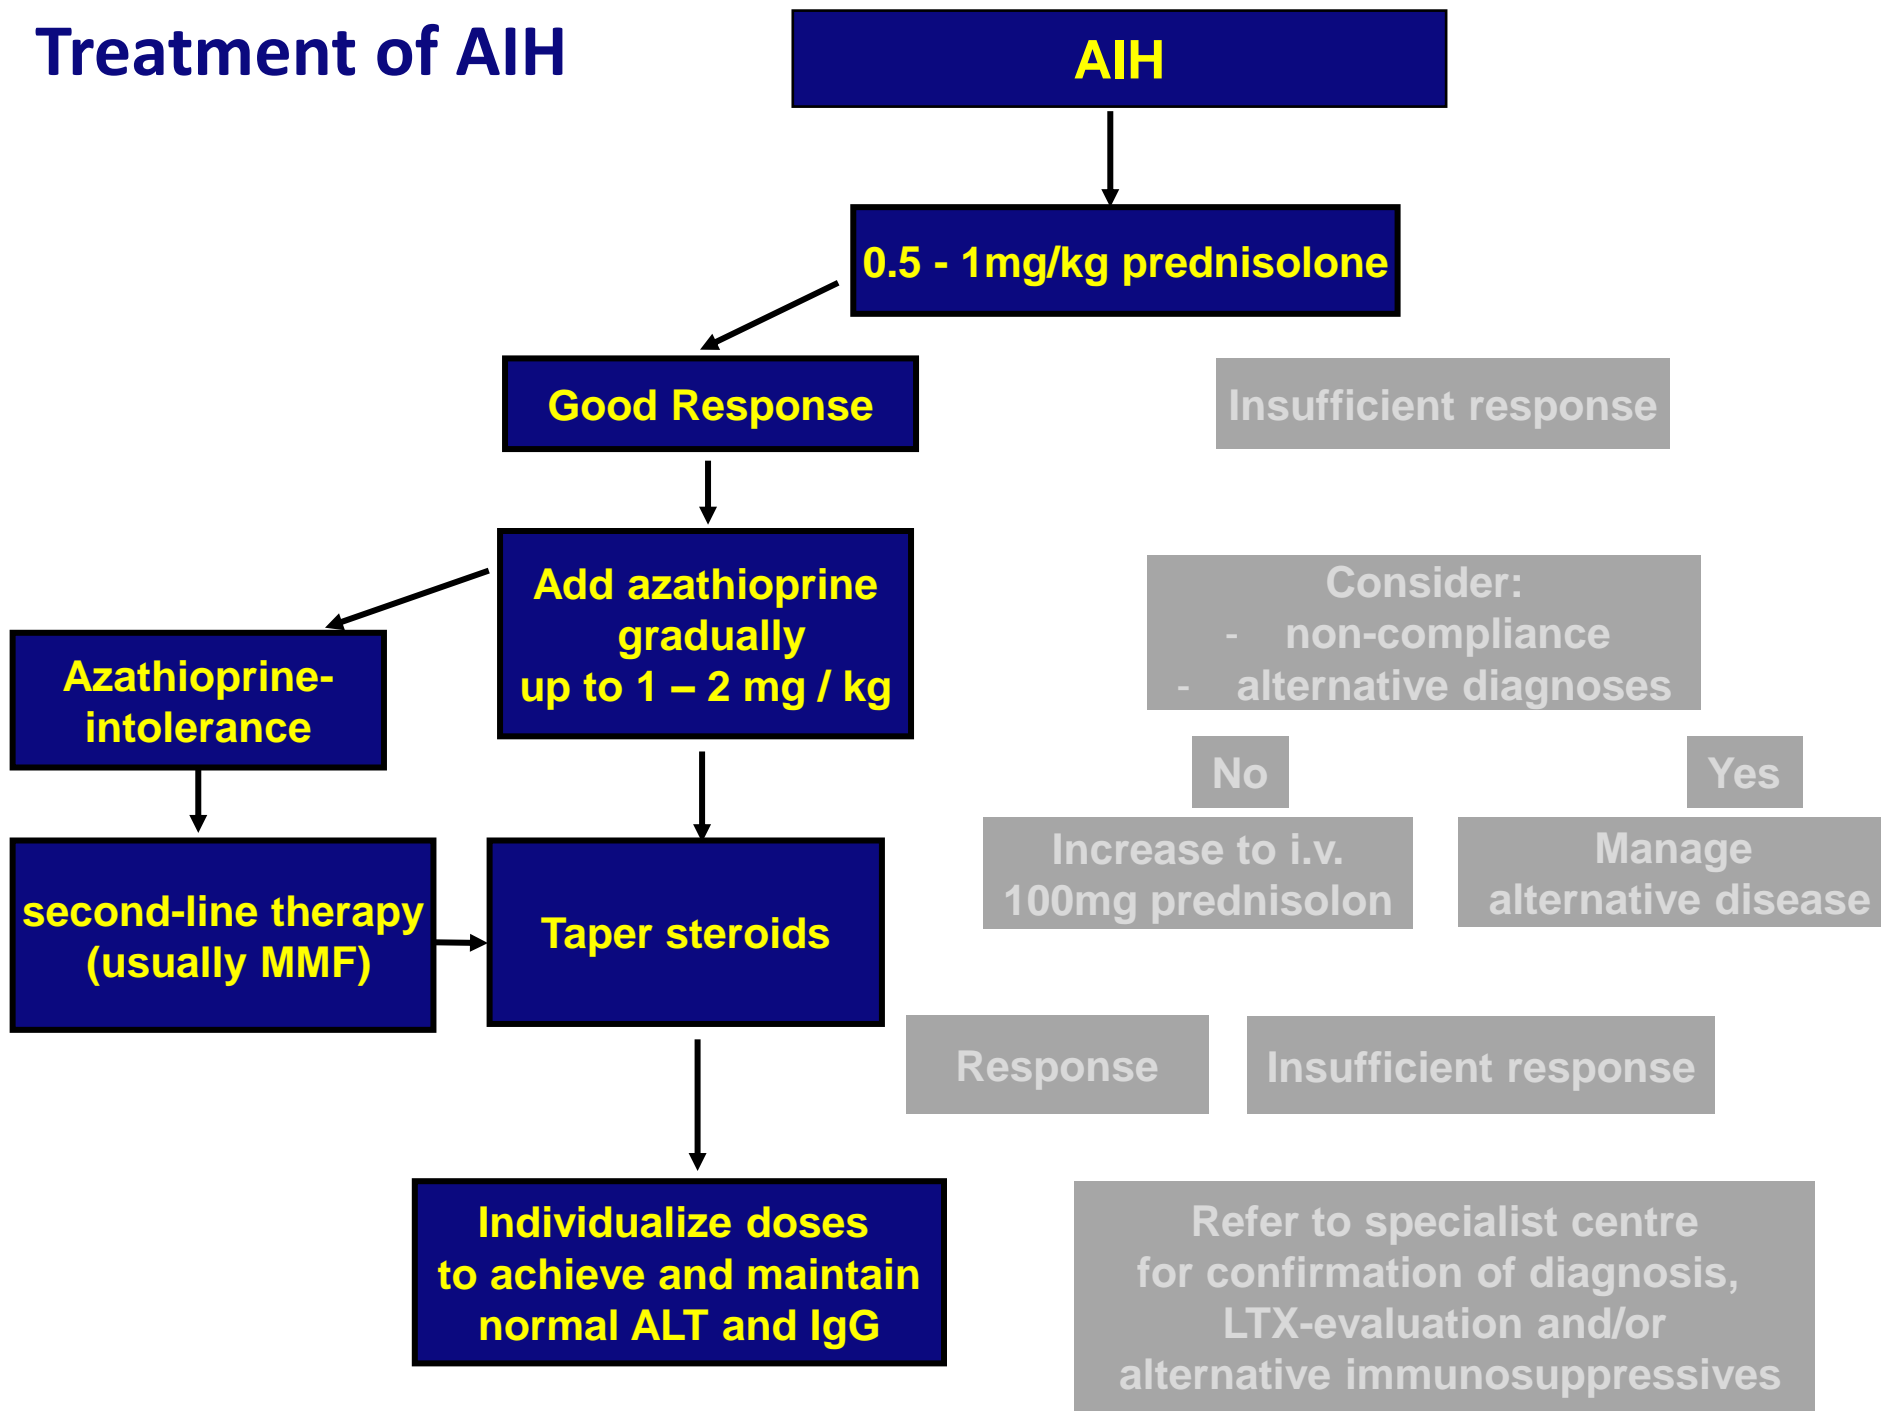 Treatment of AIH
AIH
0.5 - 1mg/kg prednisolone
Good Response
Insufficient response
Add azathioprine
gradually
up to 1 – 2 mg / kg
Consider:
- non-compliance
- alternative diagnoses
Azathioprine-
intolerance
No
Yes
second-line therapy
(usually MMF)
Taper steroids
Increase to i.v.
100mg prednisolon
Manage
alternative disease
Response
Insufficient response
Individualize doses
to achieve and maintain
normal ALT and IgG
Refer to specialist centre
for confirmation of diagnosis,
LTX-evaluation and/or
alternative immunosuppressives